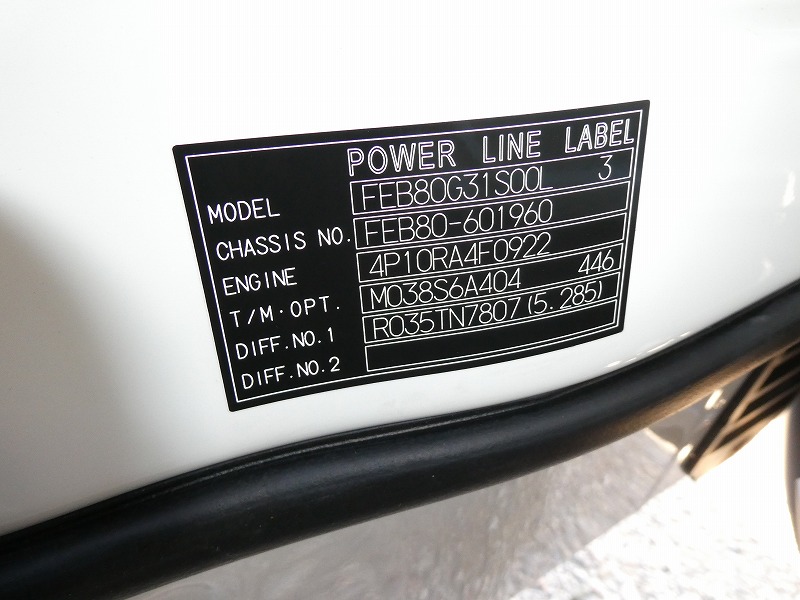 POWER LINE LABEL
MODEL FEB80G31S00L 3
CHASSIS NO. FEB80-601960
ENGINE 4P10RA4F0922
T/M·OPT. M038S6A404 446
DIFF.NO.1 R035TN7807(5.285)
DIFF.NO.2